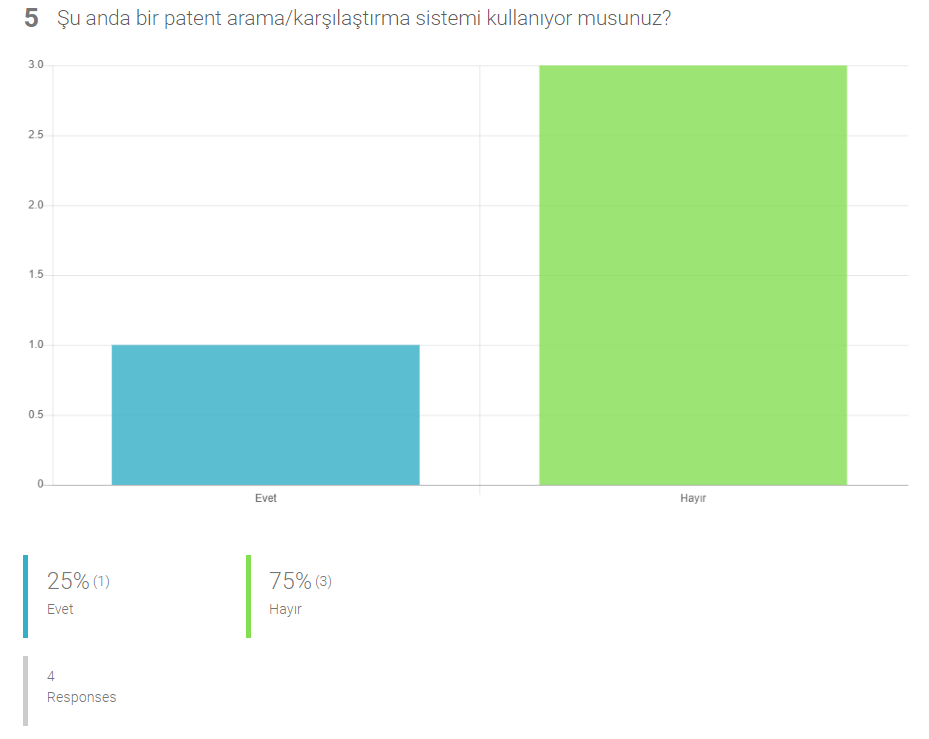 5 Şu anda bir patent arama/karşılaştırma sistemi kullanıyor musunuz?
3.0
2.5
2.0
1.5
1.0
0.5
0
Evet Hayır
25% (1) 75% (3)
Evet Hayır
4
Responses